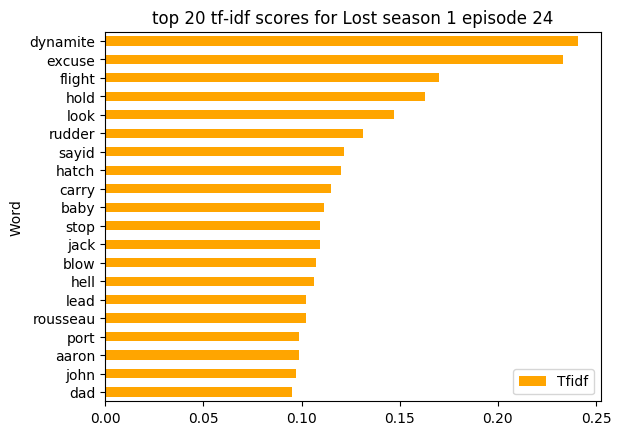 top 20 tf-idf scores for Lost season 1 episode 24
Word
dynamite
excuse
flight
hold
look
rudder
sayid
hatch
carry
baby
stop
jack
blow
hell
lead
rousseau
port
aaron
john
dad
Tfidf
0.00 0.05 0.10 0.15 0.20 0.25